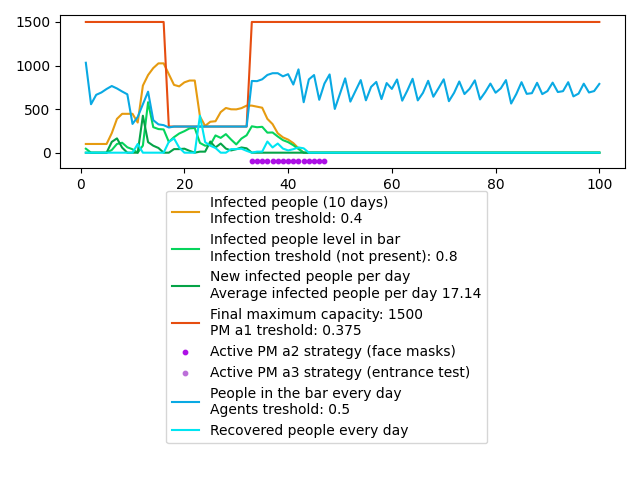 1500
1000
500
0
0 20 40 60 80 100
Infected people (10 days)
Infection treshold: 0.4
Infected people level in bar
Infection treshold (not present): 0.8
New infected people per day
Average infected people per day 17.14
Final maximum capacity: 1500
PM a1 treshold: 0.375
Active PM a2 strategy (face masks)
Active PM a3 strategy (entrance test)
People in the bar every day
Agents treshold: 0.5
Recovered people every day